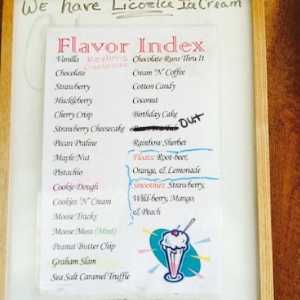 We have Licorice Ice Cream
Flavor Index
Vanilla
Chocolate
Strawberry
Huckleberry
Cherry Crisp
Strawberry Cheesecake
Pecan Praline
Maple Nut
Pistachio
Cookie Dough
Cookies 'N' Cream
Moose Tracks
Moose Moss (Mint)
Peanut Butter Chip
Graham Slam
Sea Salt Caramel Truffle
Chocolate Runs Thru It
Cream 'N' Coffee
Cotton Candy
Coconut
Birthday Cake
Out
Rainbow Sherbet
Floats: Root-beer,
Orange, & Lemonade
Smoothies: Strawberry,
Wild-berry, Mango,
& Peach